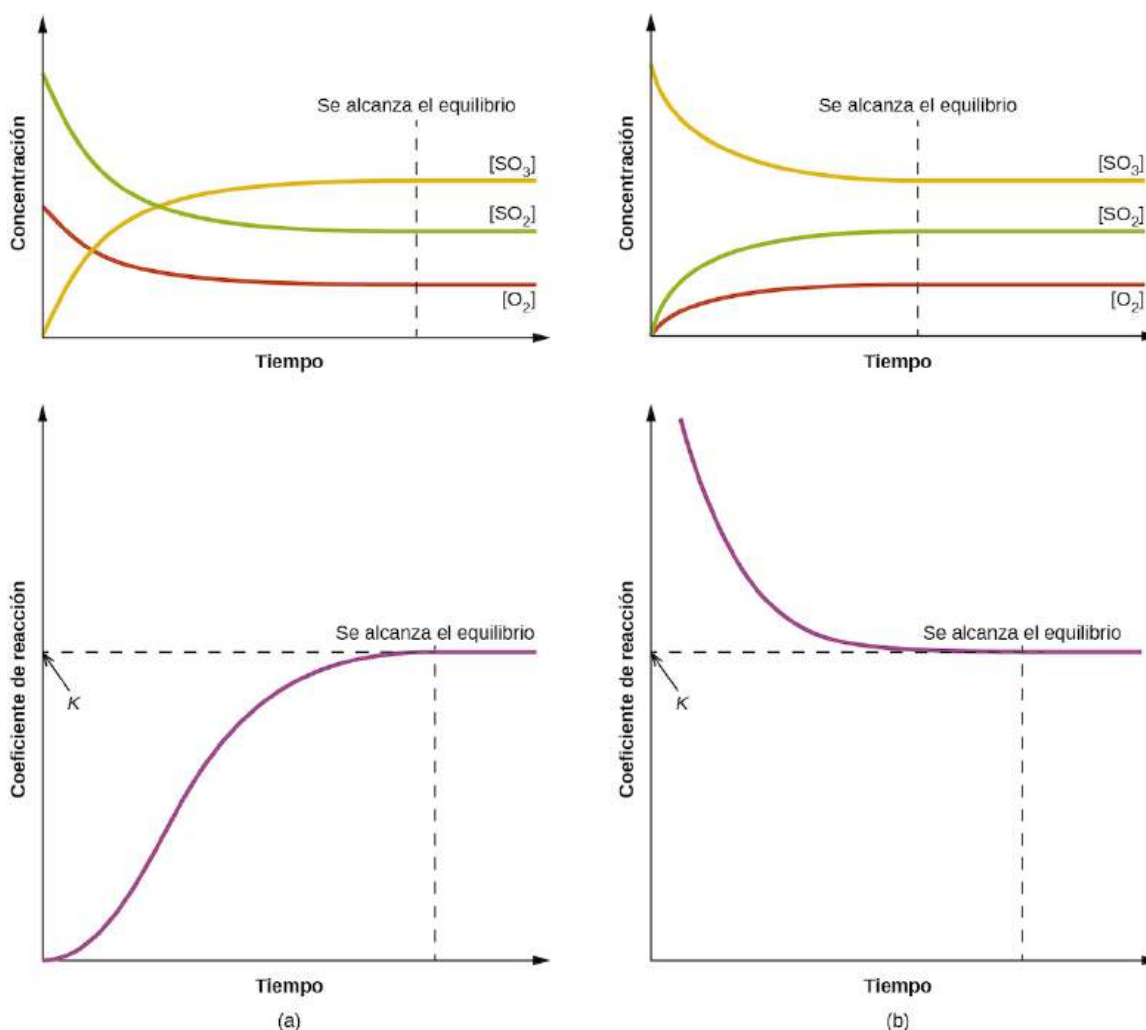 Concentración
Se alcanza el equilibrio
[SO₃]
[SO₂]
[O₂]
Tiempo
Concentración
Se alcanza el equilibrio
[SO₃]
[SO₂]
[O₂]
Tiempo
Coeficiente de reacción
Se alcanza el equilibrio
K
Tiempo
(a)
Coeficiente de reacción
Se alcanza el equilibrio
K
Tiempo
(b)